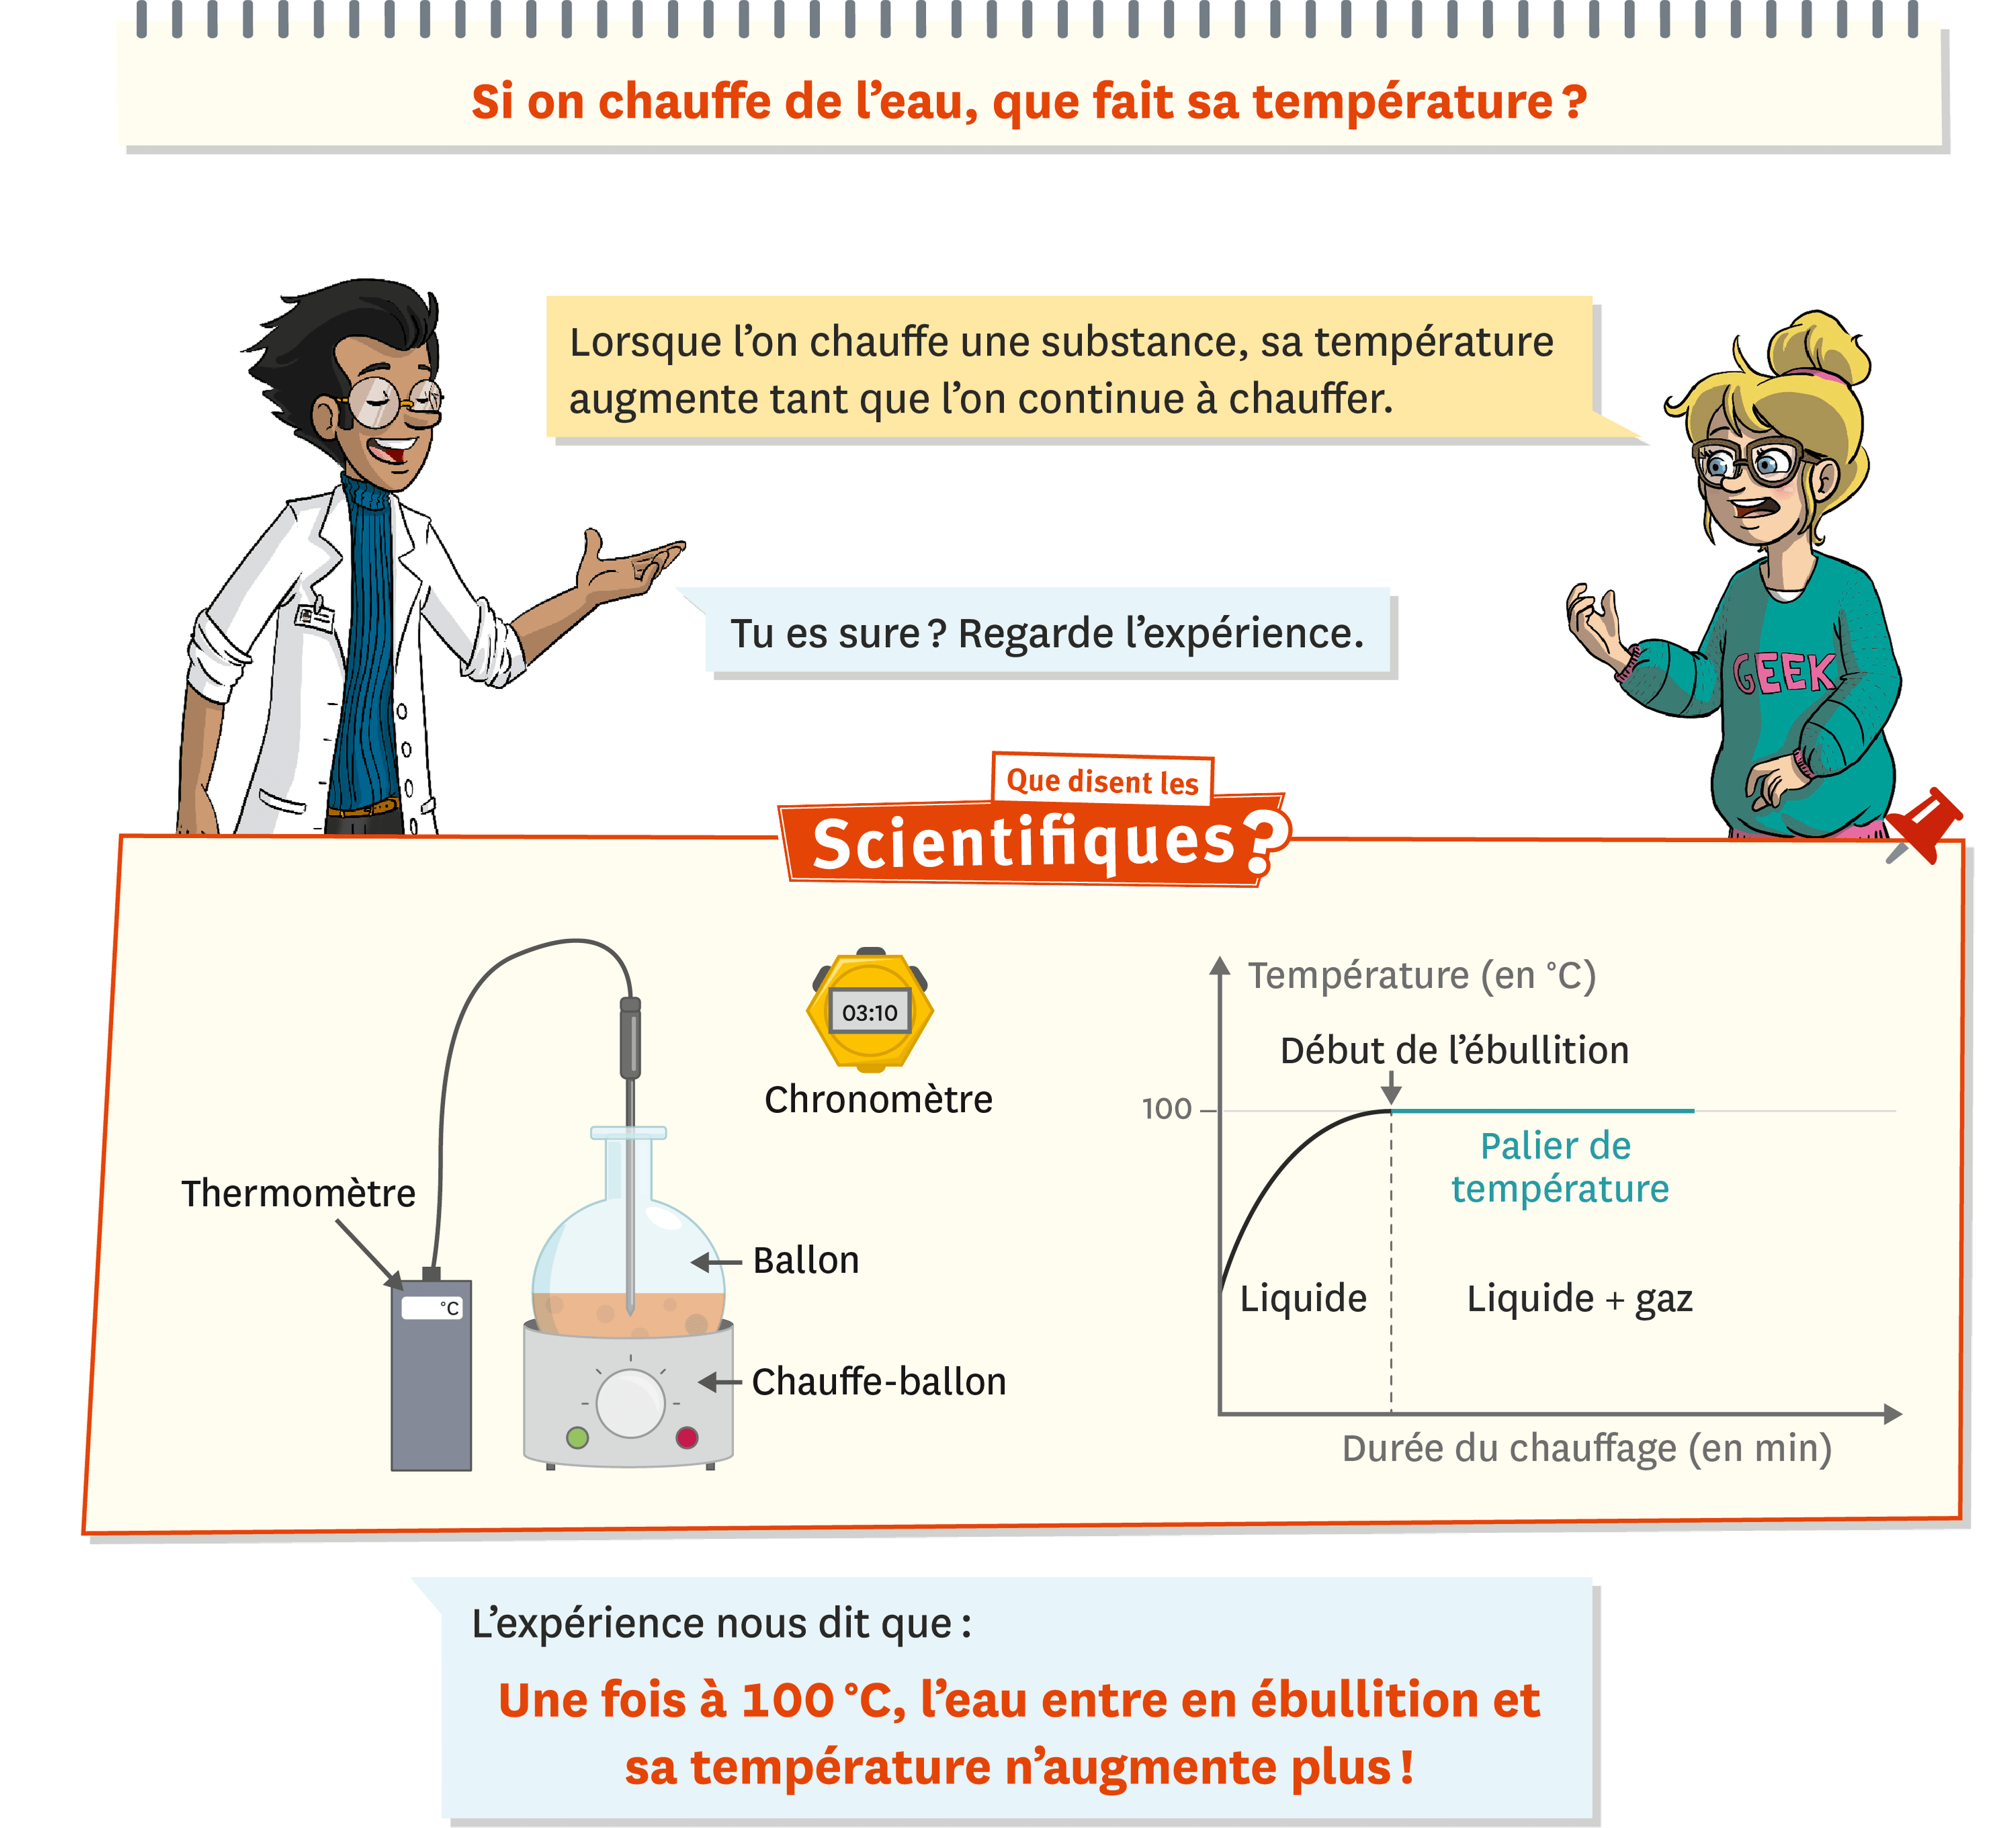 Si on chauffe de l’eau, que fait sa température ?
Lorsque l’on chauffe une substance, sa température
augmente tant que l’on continue à chauffer.
Tu es sure ? Regarde l’expérience.
GEEK
Que disent les
Scientifiques ?
03:10
Chronomètre
Thermomètre
°C
Ballon
Chauffe-ballon
Température (en °C)
Début de l’ébullition
100
Palier de
température
Liquide
Liquide + gaz
Durée du chauffage (en min)
L’expérience nous dit que :
Une fois à 100 °C, l’eau entre en ébullition et
sa température n’augmente plus !